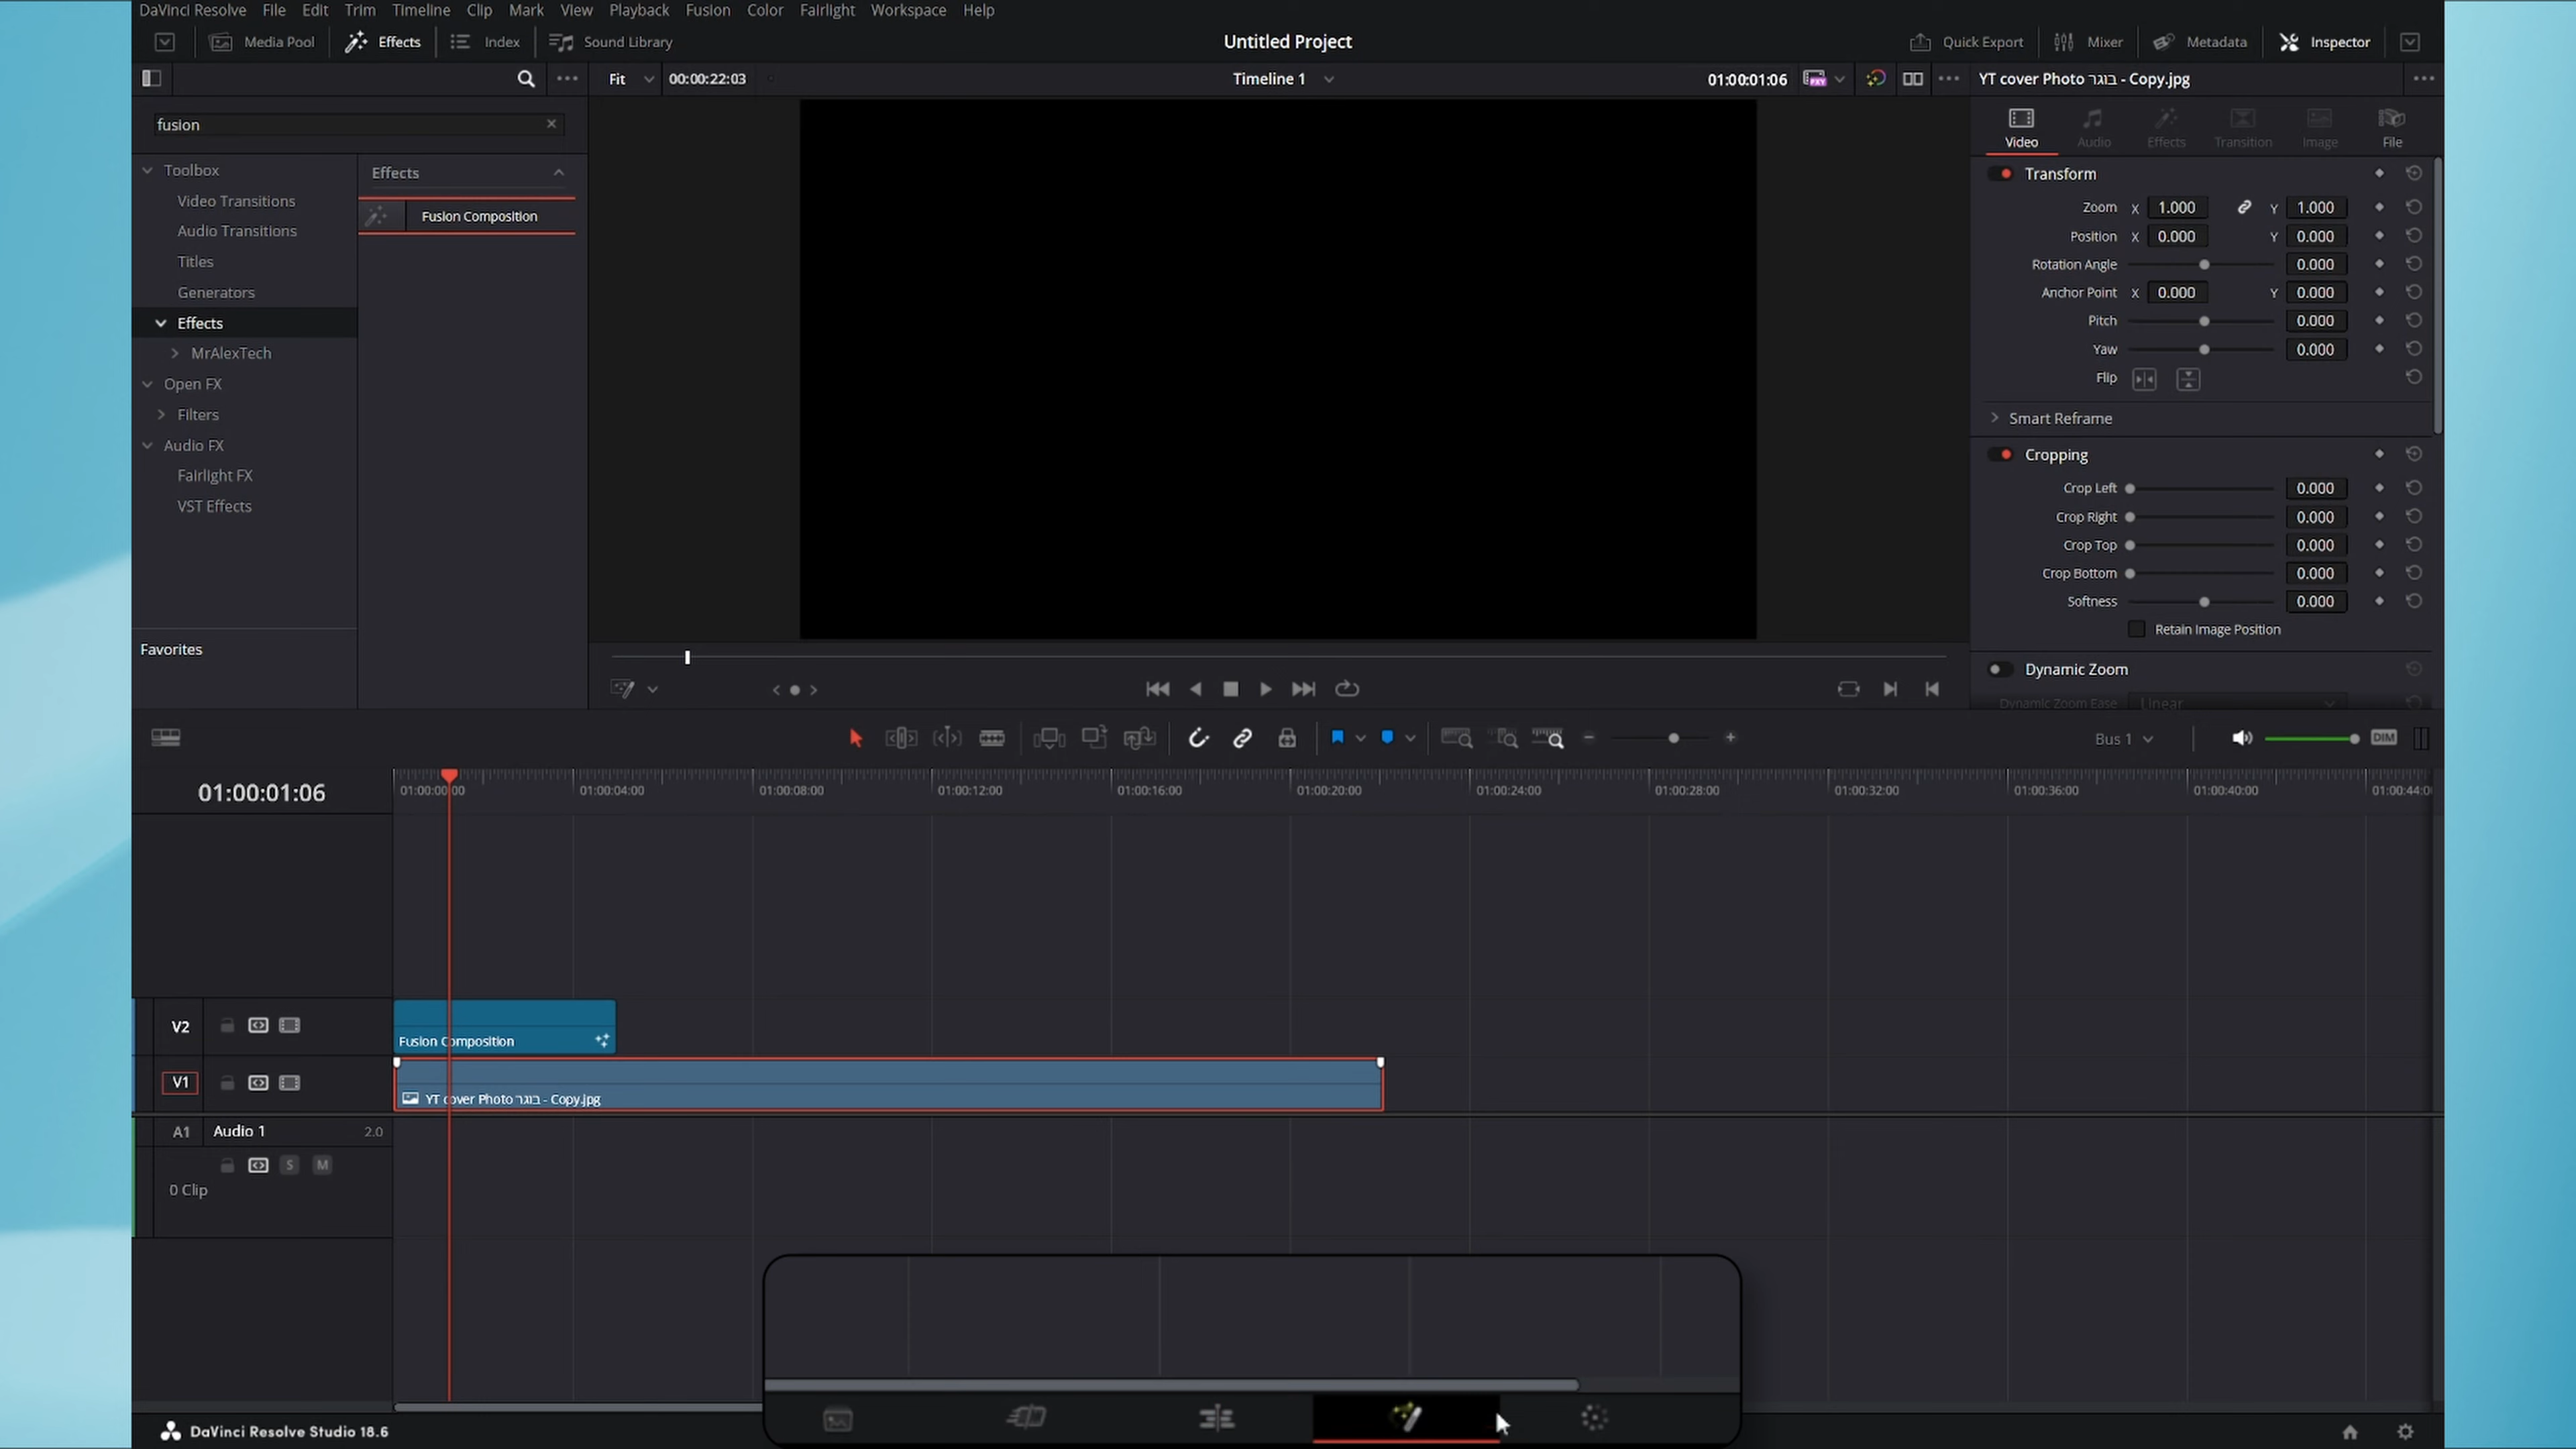 DaVinci Resolve File Edit Trim Timeline Clip Mark View Playback Fusion Color Fairlight Workspace Help
Media Pool Effects Index Sound Library Untitled Project Quick Export Mixer Metadata Inspector
Fit 00:00:22:03 Timeline 1 01:00:01:06 YT cover Photo בוגר - Copy.jpg
fusion
Toolbox
Video Transitions
Audio Transitions
Titles
Generators
Effects
MrAlexTech
Open FX
Filters
Audio FX
Fairlight FX
VST Effects
Favorites
Effects
Fusion Composition
Video Audio Effects Transition Image File
Transform
Zoom X 1.000 Y 1.000
Position X 0.000 Y 0.000
Rotation Angle 0.000
Anchor Point X 0.000 Y 0.000
Pitch 0.000
Yaw 0.000
Flip
Smart Reframe
Cropping
Crop Left 0.000
Crop Right 0.000
Crop Top 0.000
Crop Bottom 0.000
Softness 0.000
Retain Image Position
Dynamic Zoom
Dynamic Zoom Ease Linear
Bus 1 DIM
01:00:01:06
01:00:00:00 01:00:04:00 01:00:08:00 01:00:12:00 01:00:16:00 01:00:20:00 01:00:24:00 01:00:28:00 01:00:32:00 01:00:36:00 01:00:40:00 01:00:44:0
V2
Fusion Composition
V1
YT cover Photo בוגר - Copy.jpg
A1 Audio 1 2.0
S M
0 Clip
DaVinci Resolve Studio 18.6